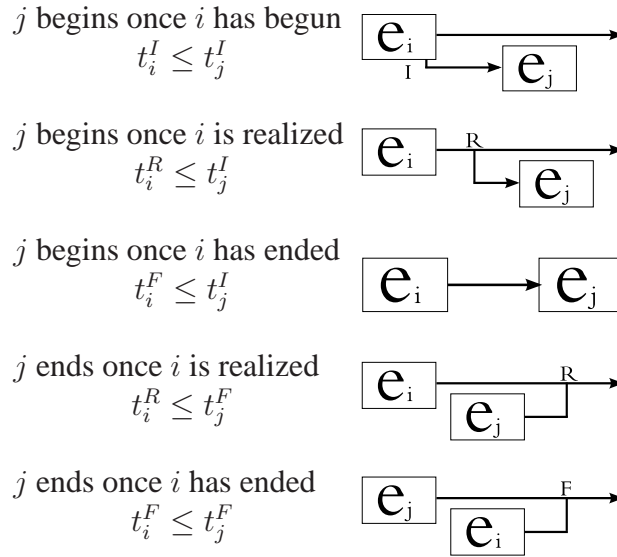 j begins once i has begun
t_i^I ≤ t_j^I
e_i
I
e_j
j begins once i is realized
t_i^R ≤ t_j^I
e_i
R
e_j
j begins once i has ended
t_i^F ≤ t_j^I
e_i
e_j
j ends once i is realized
t_i^R ≤ t_j^F
e_i
R
e_j
j ends once i has ended
t_i^F ≤ t_j^F
e_j
F
e_i